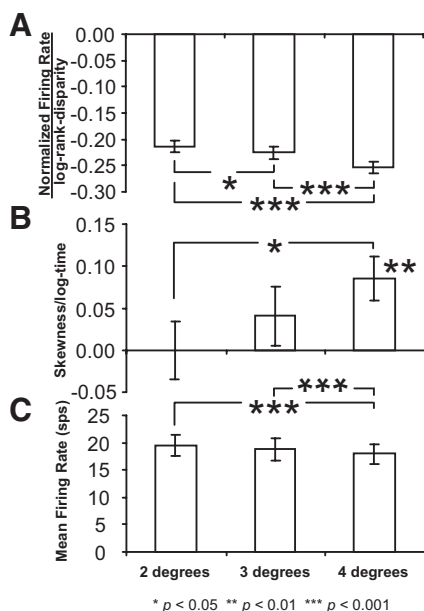 A
Normalized Firing Rate
log-rank-disparity
0.00
-0.05
-0.10
-0.15
-0.20
-0.25
-0.30
*
***
***
B
Skewness/log-time
0.15
0.10
0.05
0.00
-0.05
*
**
C
Mean Firing Rate (sps)
25
20
15
10
5
0
***
***
2 degrees 3 degrees 4 degrees
* p < 0.05 ** p < 0.01 *** p < 0.001